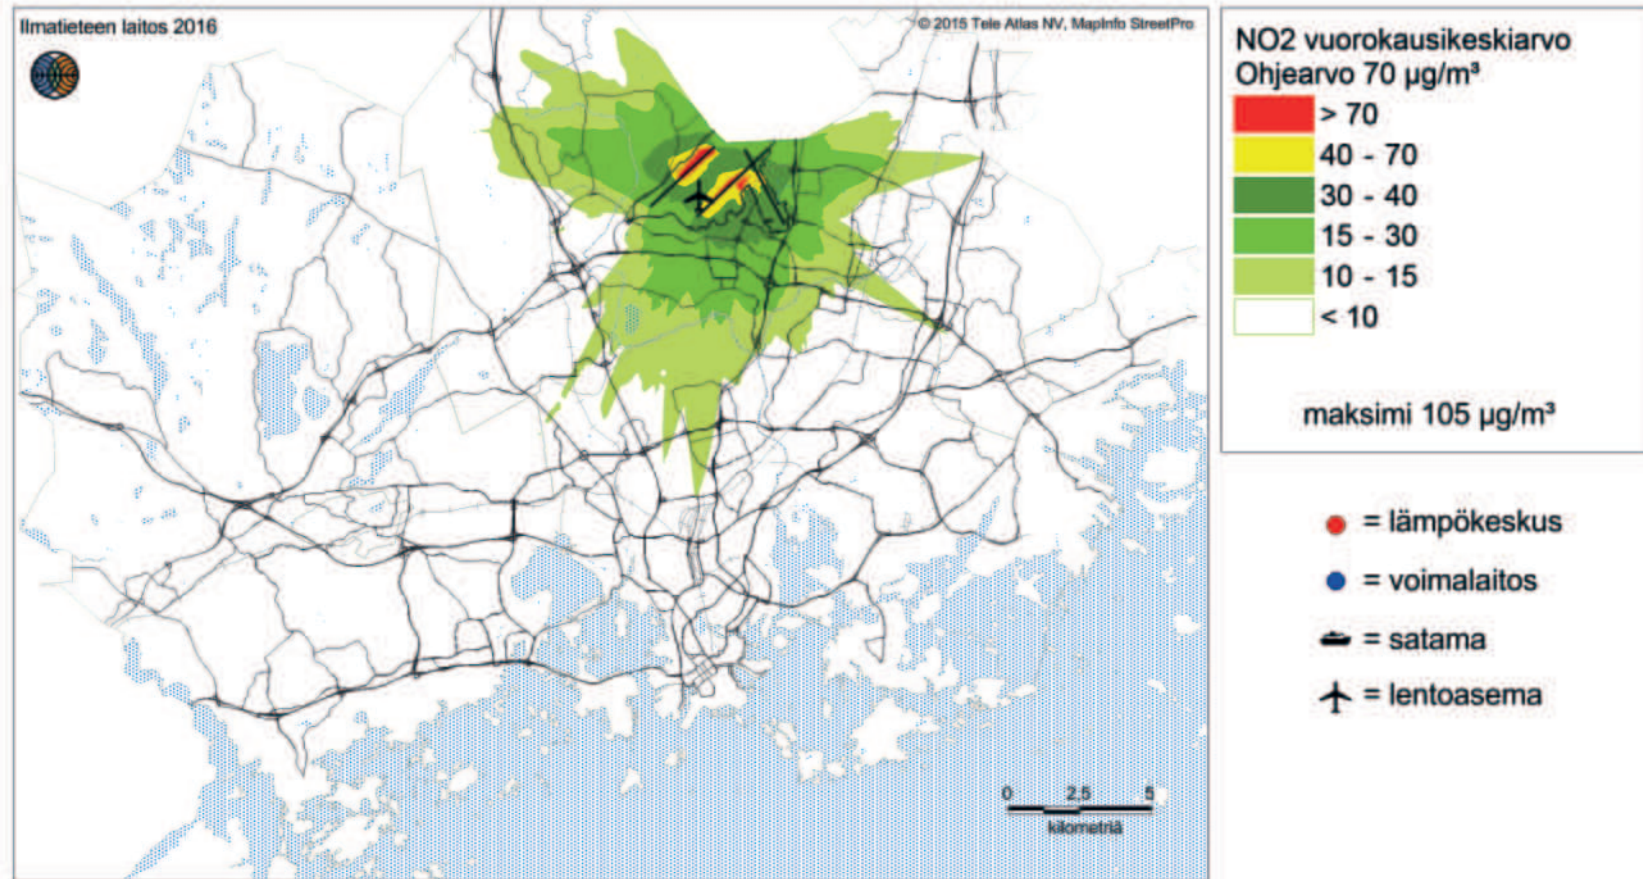 Ilmatieteen laitos 2016
© 2015 Tele Atlas NV, MapInfo StreetPro
NO2 vuorokausikeskiarvo
Ohjearvo 70 µg/m³
> 70
40 - 70
30 - 40
15 - 30
10 - 15
< 10
maksimi 105 µg/m³
= lämpökeskus
= voimalaitos
= satama
= lentoasema
0 2,5 5
kilometriä